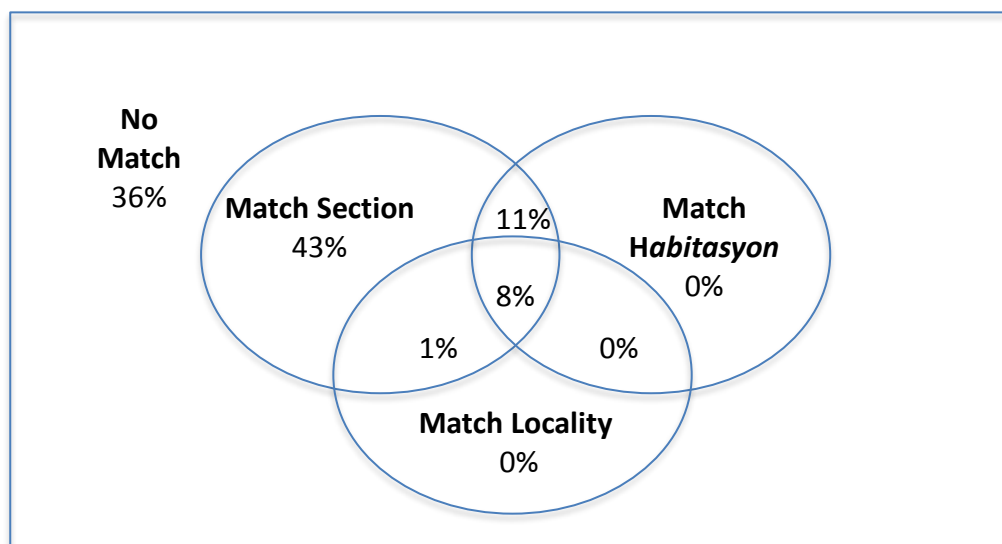 No
Match
36%
Match Section
43%
11%
Match
Habitasyon
0%
8%
1%
0%
Match Locality
0%